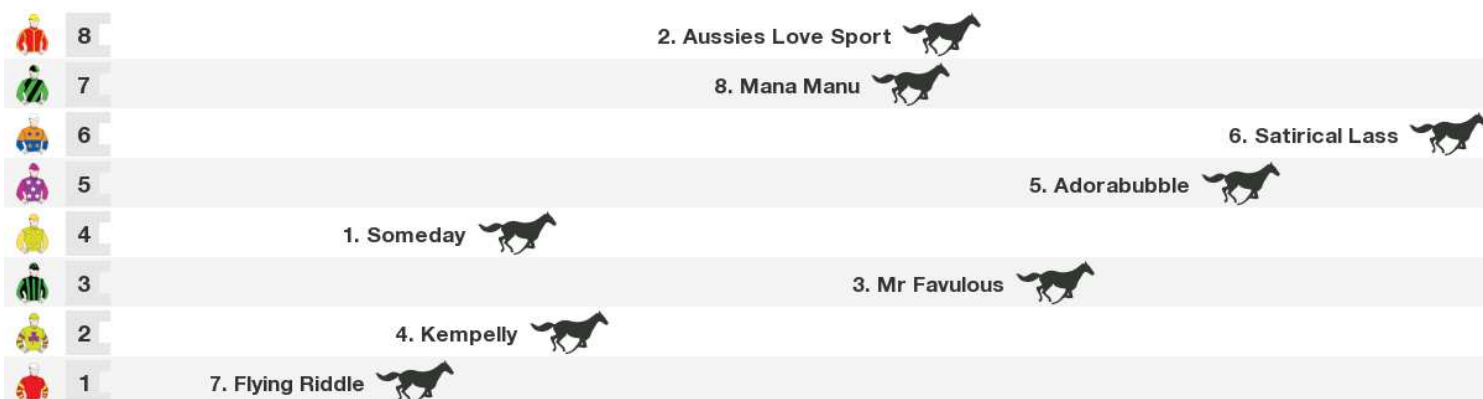 8 2. Aussies Love Sport
7 8. Mana Manu
6 6. Satirical Lass
5 5. Adorabubble
4 1. Someday
3 3. Mr Favulous
2 4. Kempelly
1 7. Flying Riddle